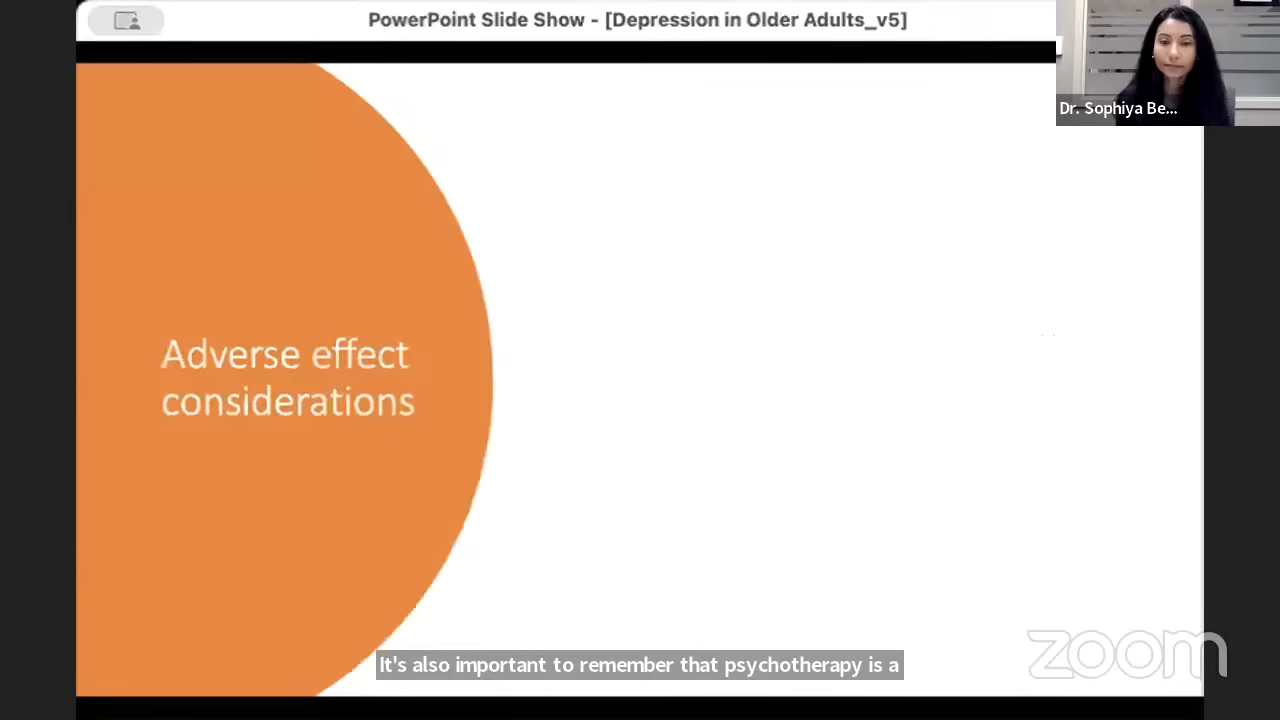 PowerPoint Slide Show - [Depression in Older Adults_v5]
Dr. Sophiya Be...
Adverse effect
considerations
It's also important to remember that psychotherapy is a
zoom